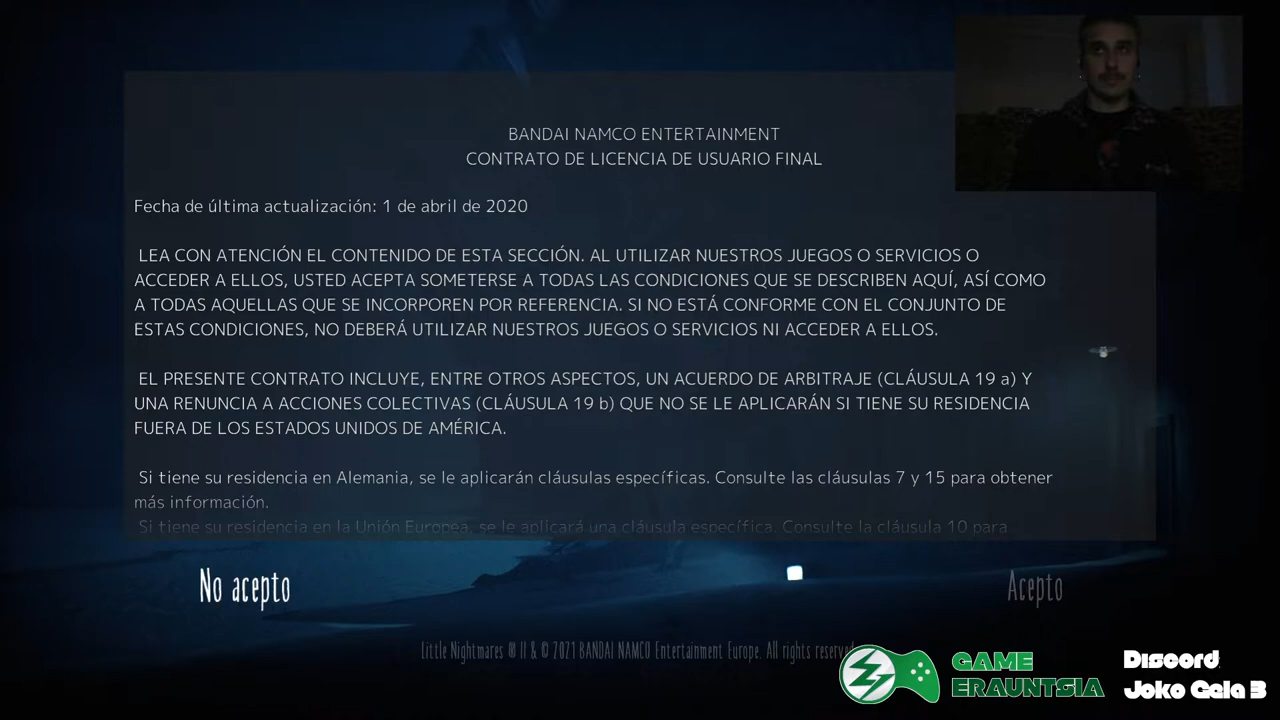 BANDAI NAMCO ENTERTAINMENT
CONTRATO DE LICENCIA DE USUARIO FINAL
Fecha de última actualización: 1 de abril de 2020
LEA CON ATENCIÓN EL CONTENIDO DE ESTA SECCIÓN. AL UTILIZAR NUESTROS JUEGOS O SERVICIOS O
ACCEDER A ELLOS, USTED ACEPTA SOMETERSE A TODAS LAS CONDICIONES QUE SE DESCRIBEN AQUÍ, ASÍ COMO
A TODAS AQUELLAS QUE SE INCORPOREN POR REFERENCIA. SI NO ESTÁ CONFORME CON EL CONJUNTO DE
ESTAS CONDICIONES, NO DEBERÁ UTILIZAR NUESTROS JUEGOS O SERVICIOS NI ACCEDER A ELLOS.
EL PRESENTE CONTRATO INCLUYE, ENTRE OTROS ASPECTOS, UN ACUERDO DE ARBITRAJE (CLÁUSULA 19 a) Y
UNA RENUNCIA A ACCIONES COLECTIVAS (CLÁUSULA 19 b) QUE NO SE LE APLICARÁN SI TIENE SU RESIDENCIA
FUERA DE LOS ESTADOS UNIDOS DE AMÉRICA.
Si tiene su residencia en Alemania, se le aplicarán cláusulas específicas. Consulte las cláusulas 7 y 15 para obtener
más información.
Si tiene su residencia en la Unión Europea, se le aplicará una cláusula específica. Consulte la cláusula 10 para
No acepto
Acepto
Little Nightmares ® II & © 2021 BANDAI NAMCO Entertainment Europe. All rights reserved.
GAME
ERAUNTSIA
Discord
Joko Gela 3